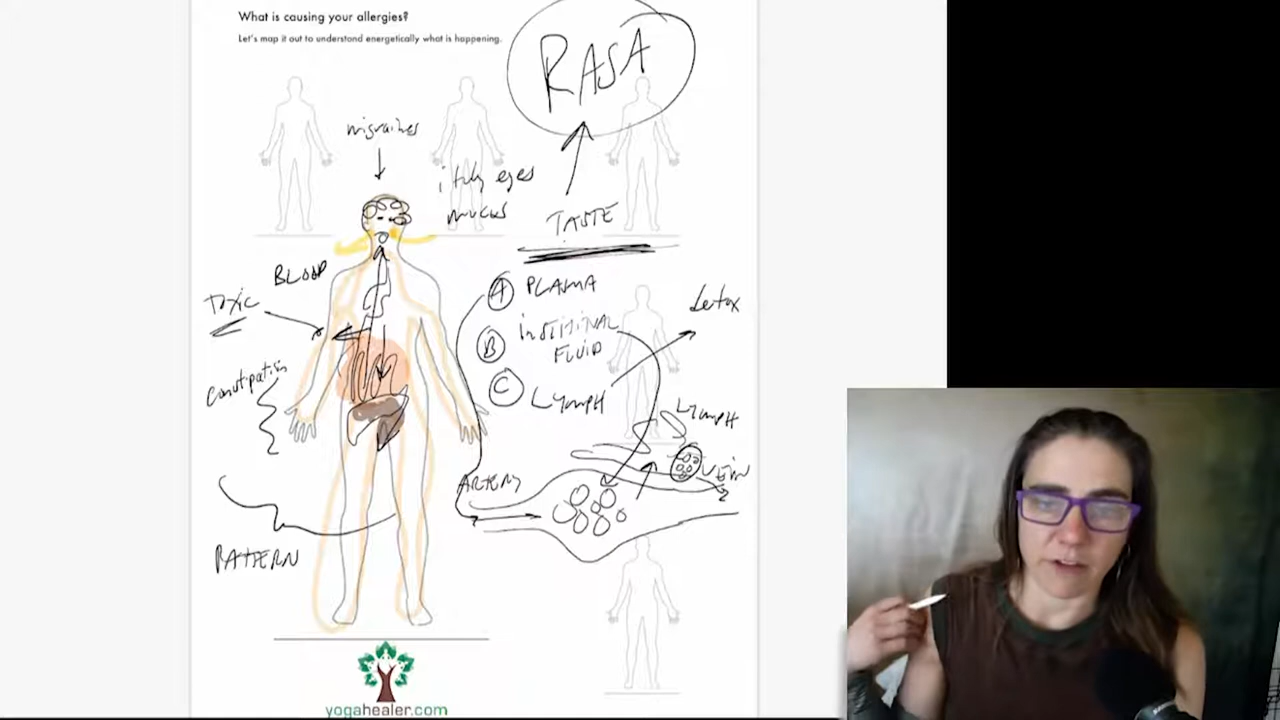 What is causing your allergies?
Let's map it out to understand energetically what is happening.
RASA
migraines
itchy eyes
mucus
TASTE
BLOOD
Toxic
A PLASMA
B
FLUID
C LYMPH
detox
constipation
LYMPH
VEIN
ARTERY
PATTERN
yogahealer.com